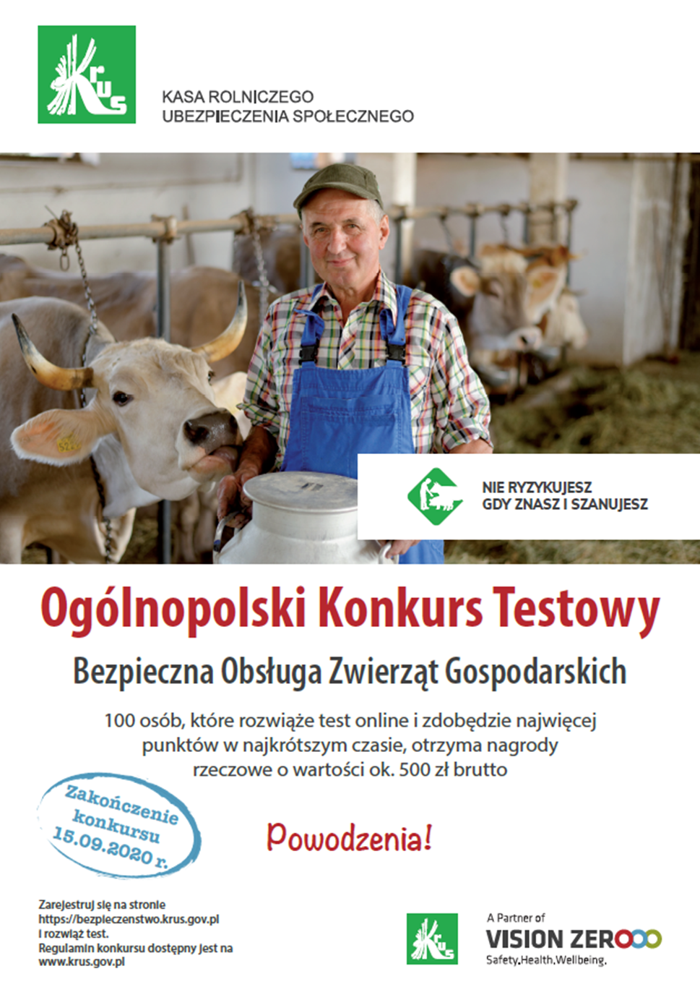 Krus
KASA ROLNICZEGO
UBEZPIECZENIA SPOŁECZNEGO
NIE RYZYKUJESZ
GDY ZNASZ I SZANUJESZ
Ogólnopolski Konkurs Testowy
Bezpieczna Obsługa Zwierząt Gospodarskich
100 osób, które rozwiąże test online i zdobędzie najwięcej
punktów w najkrótszym czasie, otrzyma nagrody
rzeczowe o wartości ok. 500 zł brutto
Zakończenie
konkursu
15.09.2020 r.
Powodzenia!
Zarejestruj się na stronie
https://bezpieczenstwo.krus.gov.pl
i rozwiąż test.
Regulamin konkursu dostępny jest na
www.krus.gov.pl
Krus
A Partner of
VISION ZEROOO
Safety.Health.Wellbeing.